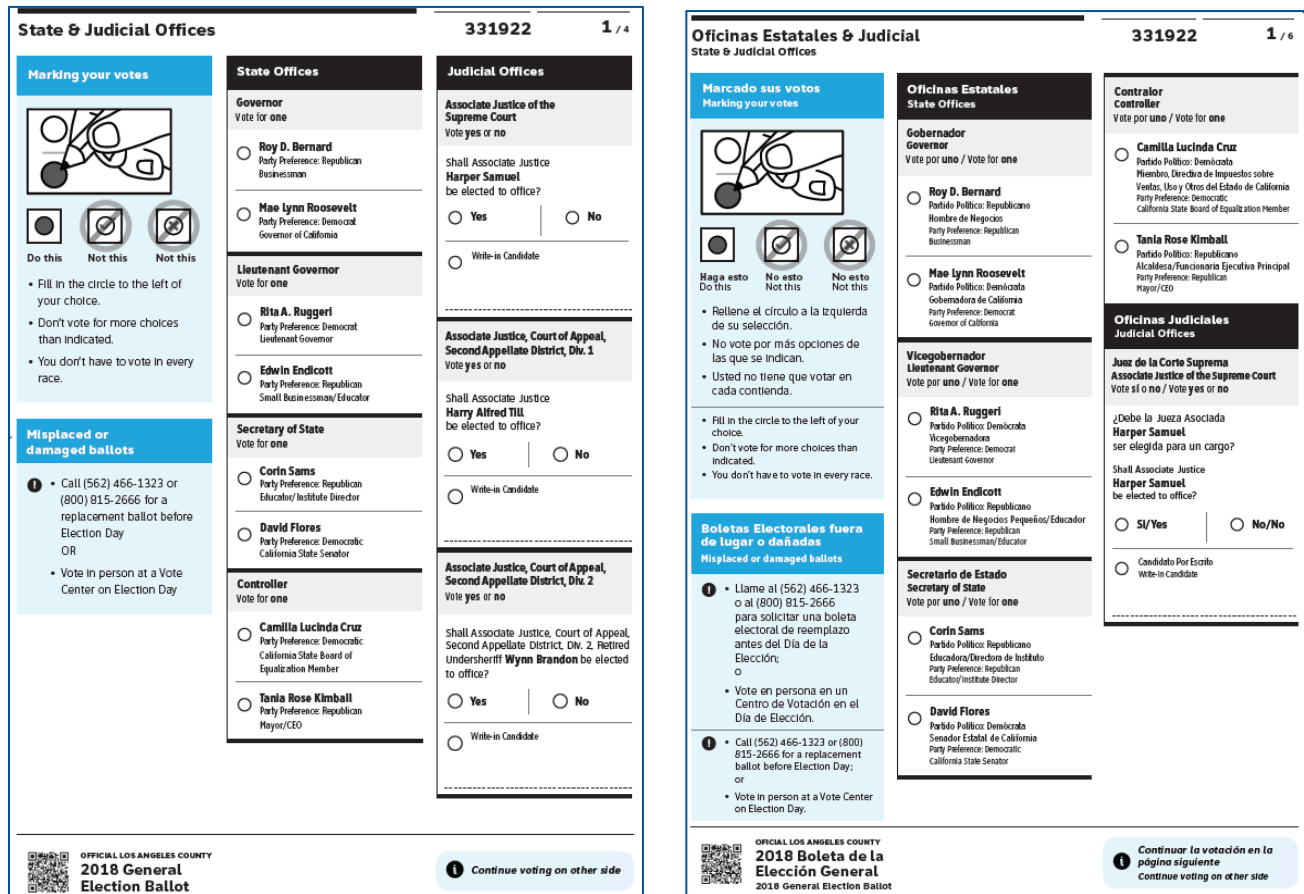 State & Judicial Offices
331922
1 / 4
Marking your votes
Do this
Not this
Not this
• Fill in the circle to the left of
your choice.
• Don't vote for more choices
than indicated.
• You don't have to vote in every
race.
Misplaced or
damaged ballots
• Call (562) 466-1323 or
(800) 815-2666 for a
replacement ballot before
Election Day
OR
• Vote in person at a Vote
Center on Election Day
State Offices
Governor
Vote for one
Roy D. Bernard
Party Preference: Republican
Businessman
Mae Lynn Roosevelt
Party Preference: Democrat
Governor of California
Lieutenant Governor
Vote for one
Rita A. Ruggeri
Party Preference: Democrat
Lieutenant Governor
Edwin Endicott
Party Preference: Republican
Small Businessman/Educator
Secretary of State
Vote for one
Corin Sams
Party Preference: Republican
Educator/Institute Director
David Flores
Party Preference: Democratic
California State Senator
Controller
Vote for one
Camilla Lucinda Cruz
Party Preference: Democratic
California State Board of
Equalization Member
Tania Rose Kimball
Party Preference: Republican
Mayor/CEO
Judicial Offices
Associate Justice of the
Supreme Court
Vote yes or no
Shall Associate Justice
Harper Samuel
be elected to office?
Yes
No
Write-in Candidate
Associate Justice, Court of Appeal,
Second Appellate District, Div. 1
Vote yes or no
Shall Associate Justice
Harry Alfred Till
be elected to office?
Yes
No
Write-in Candidate
Associate Justice, Court of Appeal,
Second Appellate District, Div. 2
Vote yes or no
Shall Associate Justice, Court of Appeal,
Second Appellate District, Div. 2, Retired
Undersheriff Wynn Brandon be elected
to office?
Yes
No
Write-in Candidate
OFFICIAL LOS ANGELES COUNTY
2018 General
Election Ballot
Continue voting on other side
Oficinas Estatales & Judicial
State & Judicial Offices
331922
1 / 6
Marcado sus votos
Marking your votes
Haga esto
Do this
No esto
Not this
No esto
Not this
• Rellene el círculo a la izquierda
de su selección.
• No vote por más opciones de
las que se indican.
• Usted no tiene que votar en
cada contienda.
• Fill in the circle to the left of your
choice.
• Don't vote for more choices than
indicated.
• You don't have to vote in every race.
Boletas Electorales fuera
de lugar o dañadas
Misplaced or damaged ballots
• Llame al (562) 466-1323
o al (800) 815-2666
para solicitar una boleta
electoral de reemplazo
antes del Día de la
Elección;
o
• Vote en persona en un
Centro de Votación en el
Día de Elección.
• Call (562) 466-1323 or (800)
815-2666 for a replacement
ballot before Election Day;
or
• Vote in person at a Vote Center
on Election Day.
Oficinas Estatales
State Offices
Gobernador
Governor
Vote por uno / Vote for one
Roy D. Bernard
Partido Político: Republicano
Hombre de Negocios
Party Preference: Republican
Businessman
Mae Lynn Roosevelt
Partido Político: Demócrata
Gobernadora de California
Party Preference: Democrat
Governor of California
Vicegobernador
Lieutenant Governor
Vote por uno / Vote for one
Rita A. Ruggeri
Partido Político: Demócrata
Vicegobernadora
Party Preference: Democrat
Lieutenant Governor
Edwin Endicott
Partido Político: Republicano
Hombre de Negocios Pequeños/Educador
Party Preference: Republican
Small Businessman/Educator
Secretario de Estado
Secretary of State
Vote por uno / Vote for one
Corin Sams
Partido Político: Republicano
Educadora/Directora de Instituto
Party Preference: Republican
Educator/Institute Director
David Flores
Partido Político: Demócrata
Senador Estatal de California
Party Preference: Democratic
California State Senator
Contralor
Controller
Vote por uno / Vote for one
Camilla Lucinda Cruz
Partido Político: Demócrata
Miembro, Directiva de Impuestos sobre
Ventas, Uso y Otros del Estado de California
Party Preference: Democratic
California State Board of Equalization Member
Tania Rose Kimball
Partido Político: Republicano
Alcaldesa/Funcionaria Ejecutiva Principal
Party Preference: Republican
Mayor/CEO
Oficinas Judiciales
Judicial Offices
Juez de la Corte Suprema
Associate Justice of the Supreme Court
Vote sí o no / Vote yes or no
¿Debe la Jueza Asociada
Harper Samuel
ser elegida para un cargo?
Shall Associate Justice
Harper Samuel
be elected to office?
Sí/Yes
No/No
Candidato Por Escrito
Write-in Candidate
OFFICIAL LOS ANGELES COUNTY
2018 Boleta de la
Elección General
2018 General Election Ballot
Continuar la votación en la
página siguiente
Continue voting on other side